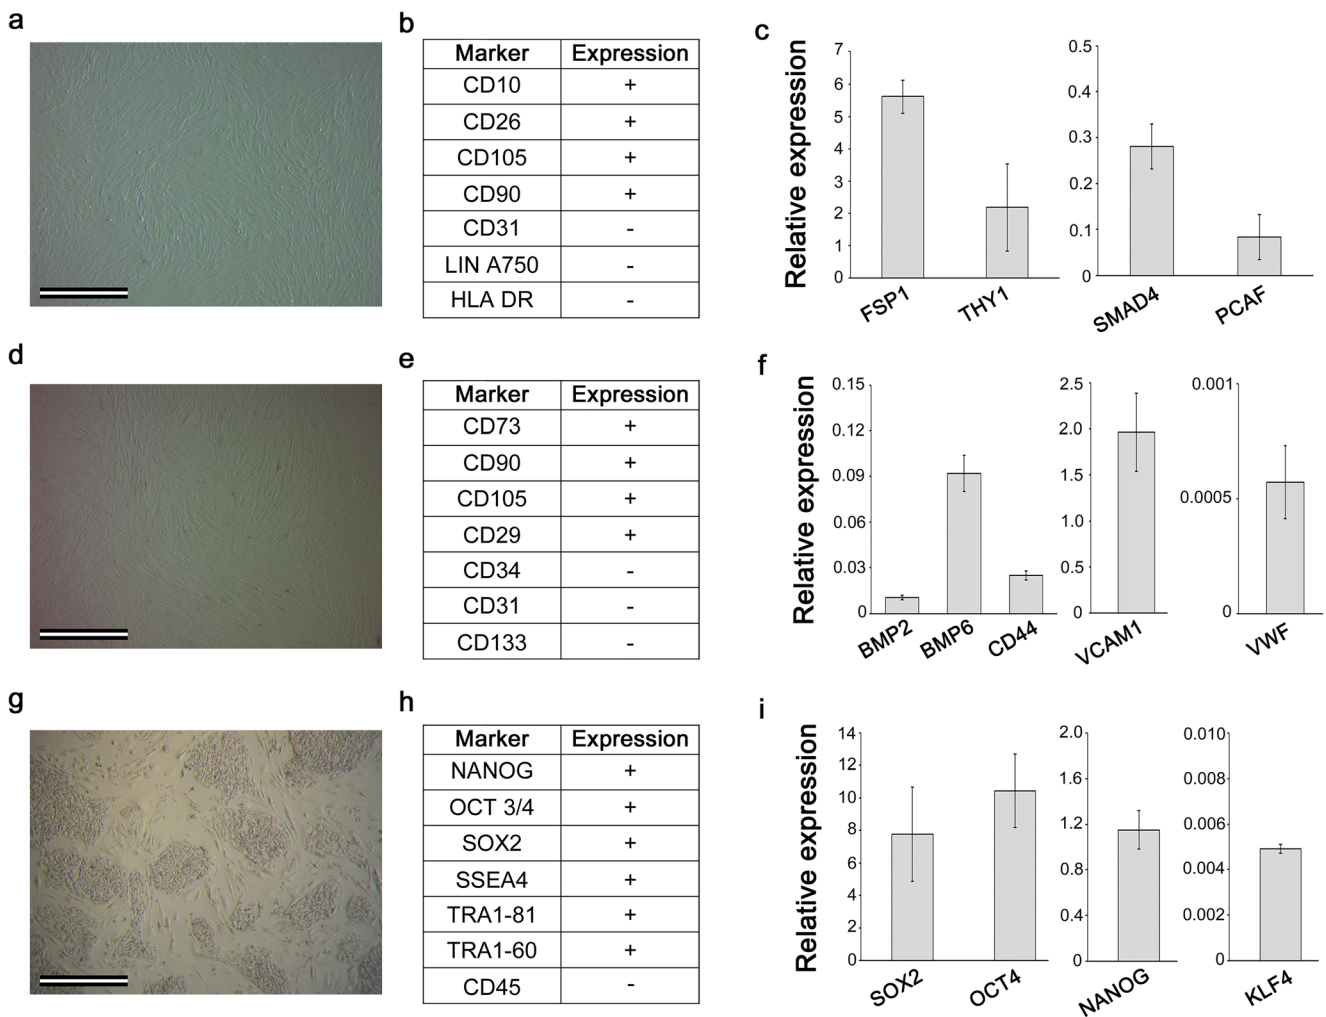 a
b
Marker Expression
CD10 +
CD26 +
CD105 +
CD90 +
CD31 -
LIN A750 -
HLA DR -
c
Relative expression
7
6
5
4
3
2
1
0
FSP1 THY1
0.5
0.4
0.3
0.2
0.1
0
SMAD4 PCAF
d
e
Marker Expression
CD73 +
CD90 +
CD105 +
CD29 +
CD34 -
CD31 -
CD133 -
f
Relative expression
0.15
0.12
0.09
0.06
0.03
0
BMP2 BMP6 CD44
2.5
2.0
1.5
1.0
0.5
0
VCAM1
0.001
0.0005
0
VWF
g
h
Marker Expression
NANOG +
OCT 3/4 +
SOX2 +
SSEA4 +
TRA1-81 +
TRA1-60 +
CD45 -
i
Relative expression
14
12
10
8
6
4
2
0
SOX2 OCT4
2.0
1.6
1.2
0.8
0.4
0
NANOG
0.010
0.008
0.006
0.004
0.002
0
KLF4